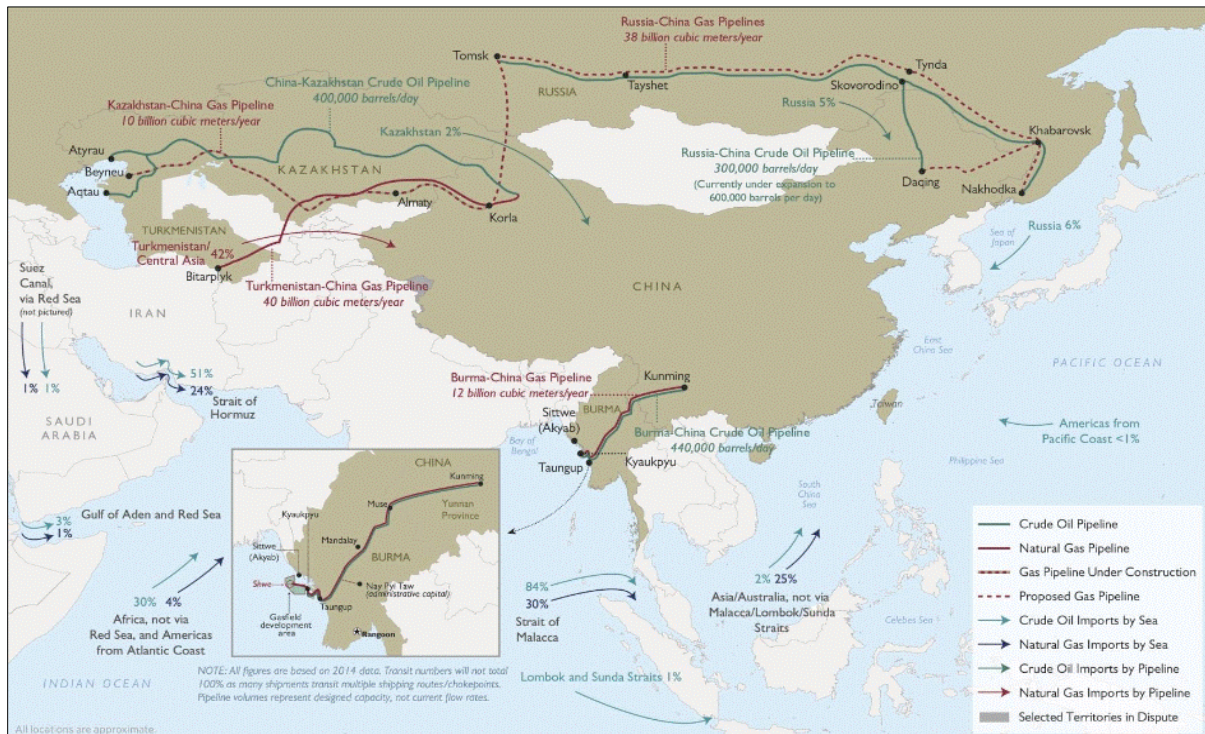 Russia-China Gas Pipelines
38 billion cubic meters/year
Tomsk
Tynda
Tayshet
Skovorodino
RUSSIA
China-Kazakhstan Crude Oil Pipeline
400,000 barrels/day
Kazakhstan-China Gas Pipeline
10 billion cubic meters/year
Russia 5%
Kazakhstan 2%
Khabarovsk
Atyrau
Beyneu
Aqtau
KAZAKHSTAN
Russia-China Crude Oil Pipeline
300,000 barrels/day
(Currently under expansion to
600,000 barrols per day)
Daqing
Nakhodka
Almaty
Korla
TURKMENISTAN
Turkmenistan/
Central Asia
42%
Bitarplyk
Sea of
Japan
Russia 6%
Suez
Canal,
via Red Sea
(not pictured)
Turkmenistan-China Gas Pipeline
40 billion cubic meters/year
CHINA
IRAN
East
China Sea
PACIFIC OCEAN
1%
1%
51%
24%
Strait of
Hormuz
SAUDI
ARABIA
Burma-China Gas Pipeline
12 billion cubic meters/year
Kunming
Sittwe
(Akyab)
BURMA
Taiwan
Burma-China Crude Oil Pipeline
440,000 barrels/day
Bay of
Bengal
Taungup
Kyaukpyu
Americas from
Pacific Coast <1%
Philippine Sea
South
China
Sea
3%
1%
Gulf of Aden and Red Sea
CHINA
Kunming
Muse
Yunnan
Province
Kyaukpyu
Mandalay
Sittwe
(Akyab)
BURMA
Shwe
Nay Pyi Taw
(administrative capital)
Taungup
Gasfield
development
area
Rangoon
30%
4%
Africa, not via
Red Sea, and Americas
from Atlantic Coast
84%
30%
Strait of
Malacca
2%
25%
Asia/Australia, not via
Malacca/Lombok/Sunda
Straits
Celebes Sea
Lombok and Sunda Straits 1%
INDIAN OCEAN
NOTE: All figures are based on 2014 data. Transit numbers will not total
100% as many shipments transit multiple shipping routes/chokepoints.
Pipeline volumes represent designed capacity, not current flow rates.
All locations are approximate.
Crude Oil Pipeline
Natural Gas Pipeline
Gas Pipeline Under Construction
Proposed Gas Pipeline
Crude Oil Imports by Sea
Natural Gas Imports by Sea
Crude Oil Imports by Pipeline
Natural Gas Imports by Pipeline
Selected Territories in Dispute